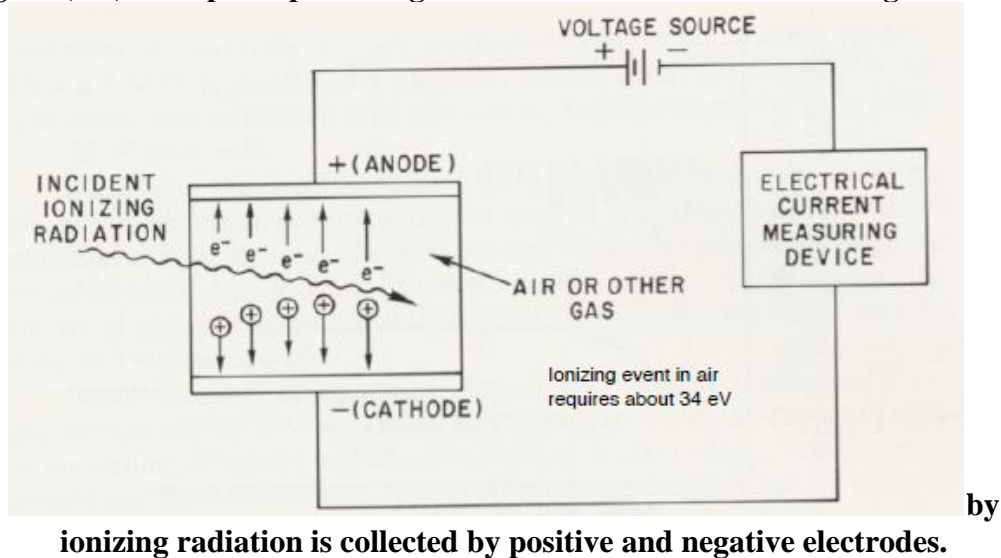 VOLTAGE SOURCE
+ −
+(ANODE)
INCIDENT
IONIZING
RADIATION
e⁻ e⁻ e⁻ e⁻ e⁻
ELECTRICAL
CURRENT
MEASURING
DEVICE
AIR OR OTHER
GAS
+ + + + +
Ionizing event in air
requires about 34 eV
−(CATHODE)
by
ionizing radiation is collected by positive and negative electrodes.